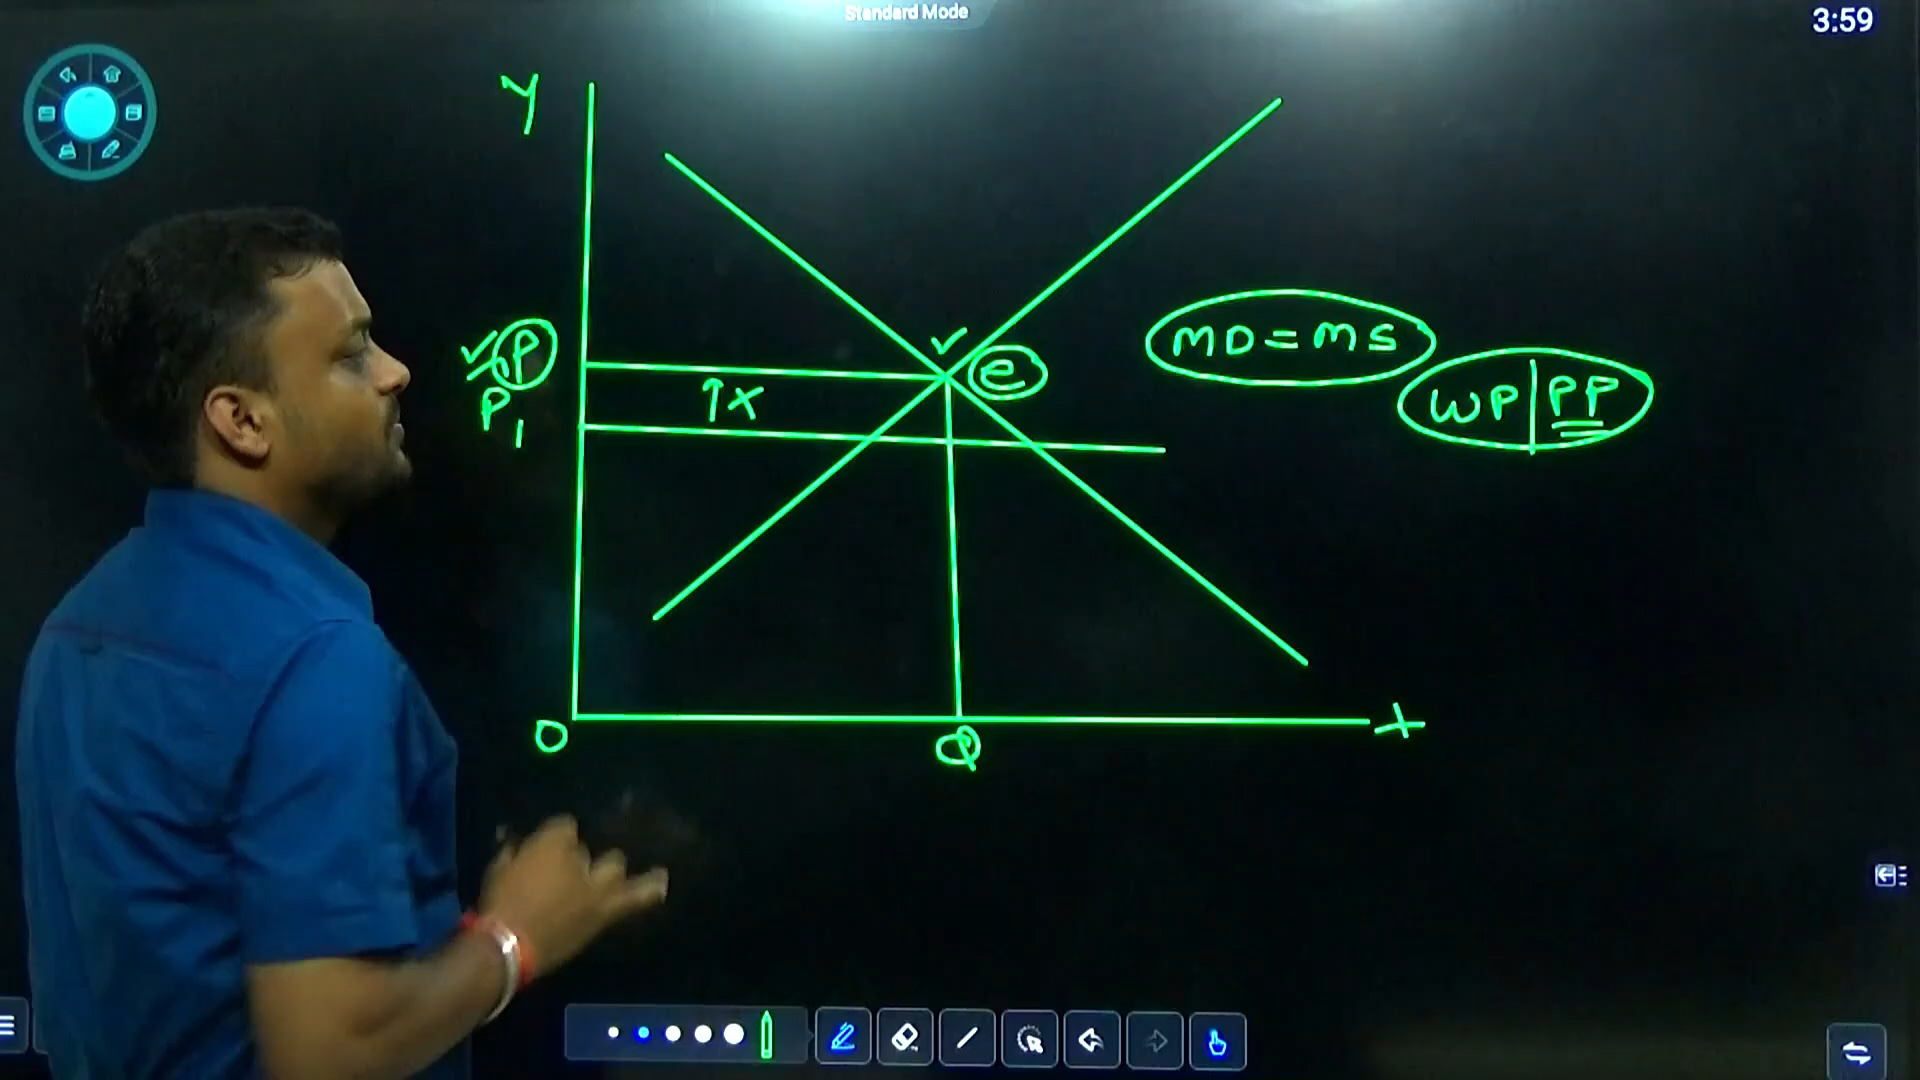 Standard Mode
3:59
Y
P
e
MD = MS
↑x
P1
WP | PP
O
Q
X